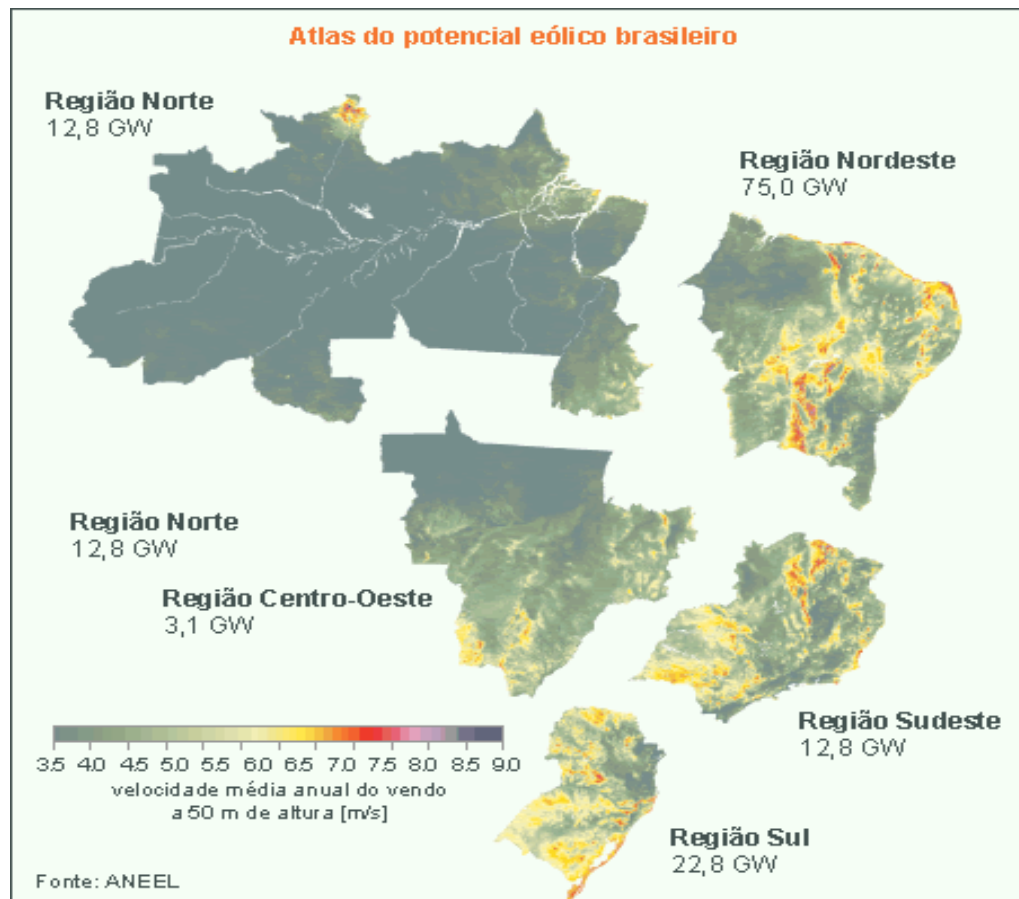 Atlas do potencial eólico brasileiro
Região Norte
12,8 GW
Região Nordeste
75,0 GW
Região Norte
12,8 GW
Região Centro-Oeste
3,1 GW
Região Sudeste
12,8 GW
3.5 4.0 4.5 5.0 5.5 6.0 6.5 7.0 7.5 8.0 8.5 9.0
velocidade média anual do vendo
a 50 m de altura [m/s]
Região Sul
22,8 GW
Fonte: ANEEL